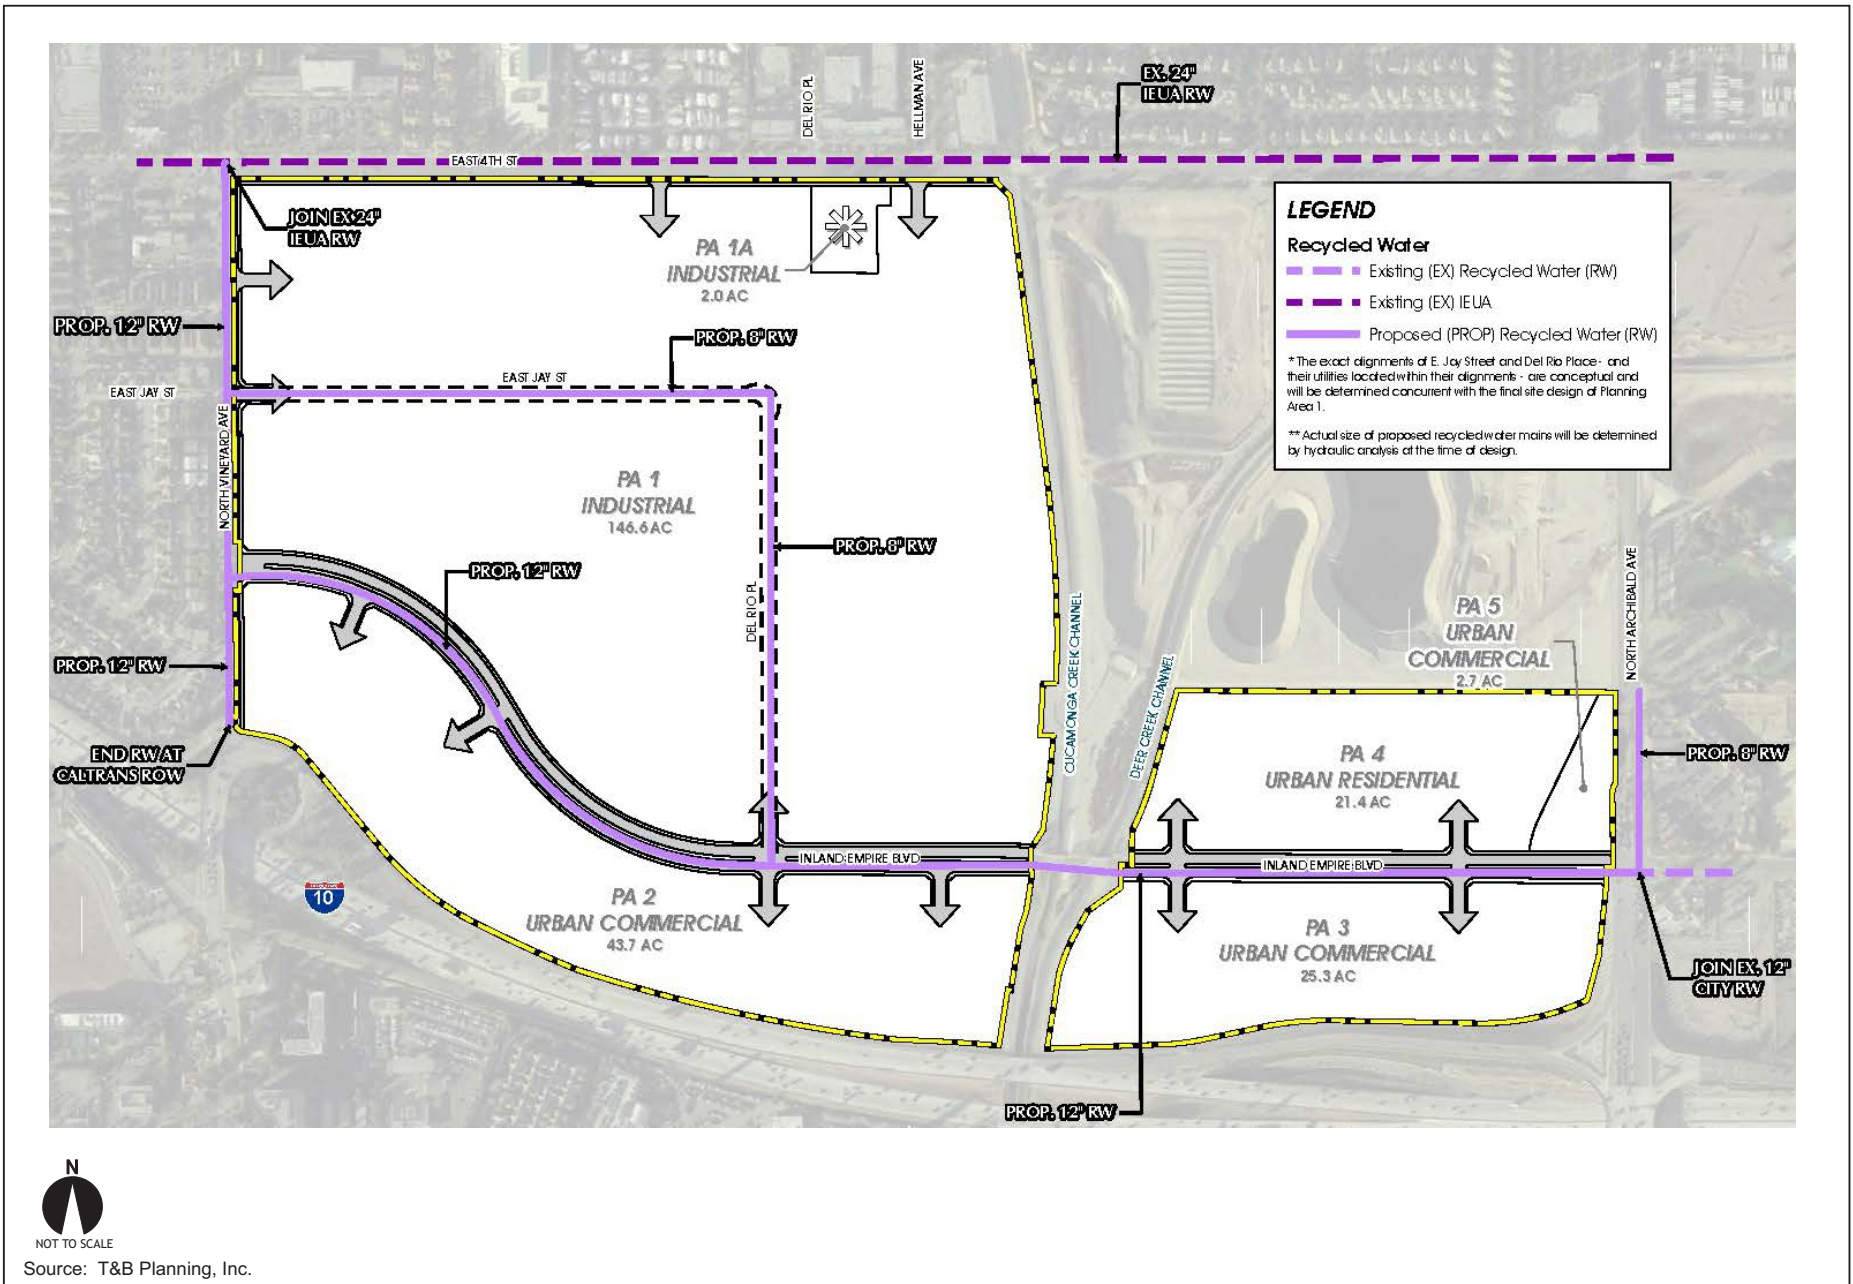 DEL RIO PL
HELLMAN AVE
EX. 24"
IEUA RW
EAST 4TH ST
JOIN EX 24"
IEUA RW
PA 1A
INDUSTRIAL
2.0 AC
LEGEND
Recycled Water
Existing (EX) Recycled Water (RW)
Existing (EX) IEUA
Proposed (PROP) Recycled Water (RW)
* The exact alignments of E. Jay Street and Del Rio Place - and
their utilities located within their alignments - are conceptual and
will be determined concurrent with the final site design of Planning
Area 1.
** Actual size of proposed recycled water mains will be determined
by hydraulic analysis at the time of design.
PROP. 12" RW
PROP. 8" RW
EAST JAY ST
EAST JAY ST
NORTH VINEYARD AVE
PA 1
INDUSTRIAL
146.6 AC
PROP. 12" RW
PROP. 8" RW
DEL RIO PL
CUCAMONGA CREEK CHANNEL
DEER CREEK CHANNEL
NORTH ARCHIBALD AVE
PA 5
URBAN
COMMERCIAL
2.7 AC
PROP. 12" RW
END RW AT
CALTRANS ROW
PA 4
URBAN RESIDENTIAL
21.4 AC
PROP. 8" RW
INLAND EMPIRE BLVD
INLAND EMPIRE BLVD
10
PA 2
URBAN COMMERCIAL
43.7 AC
PA 3
URBAN COMMERCIAL
25.3 AC
JOIN EX. 12"
CITY RW
PROP. 12" RW
N
NOT TO SCALE
Source: T&B Planning, Inc.